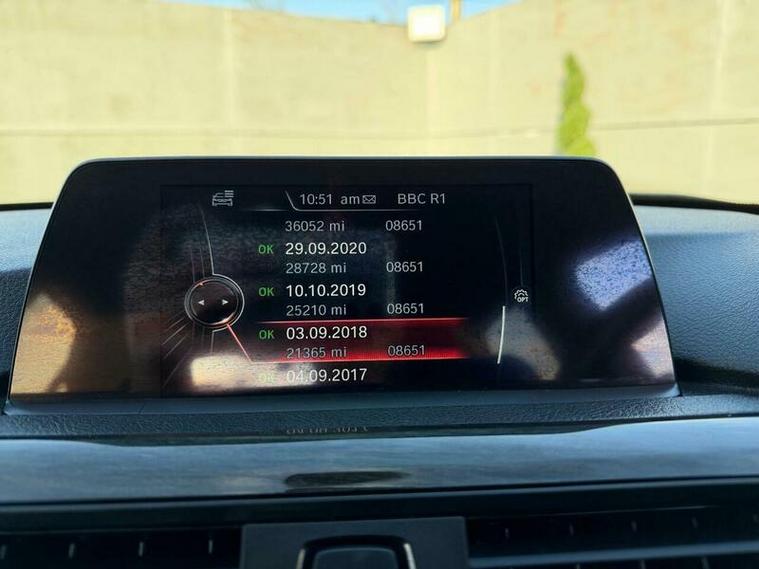 10:51 am BBC R1
36052 mi 08651
OK 29.09.2020
28728 mi 08651
OK 10.10.2019
25210 mi 08651
OPT
OK 03.09.2018
21365 mi 08651
OK 04.09.2017